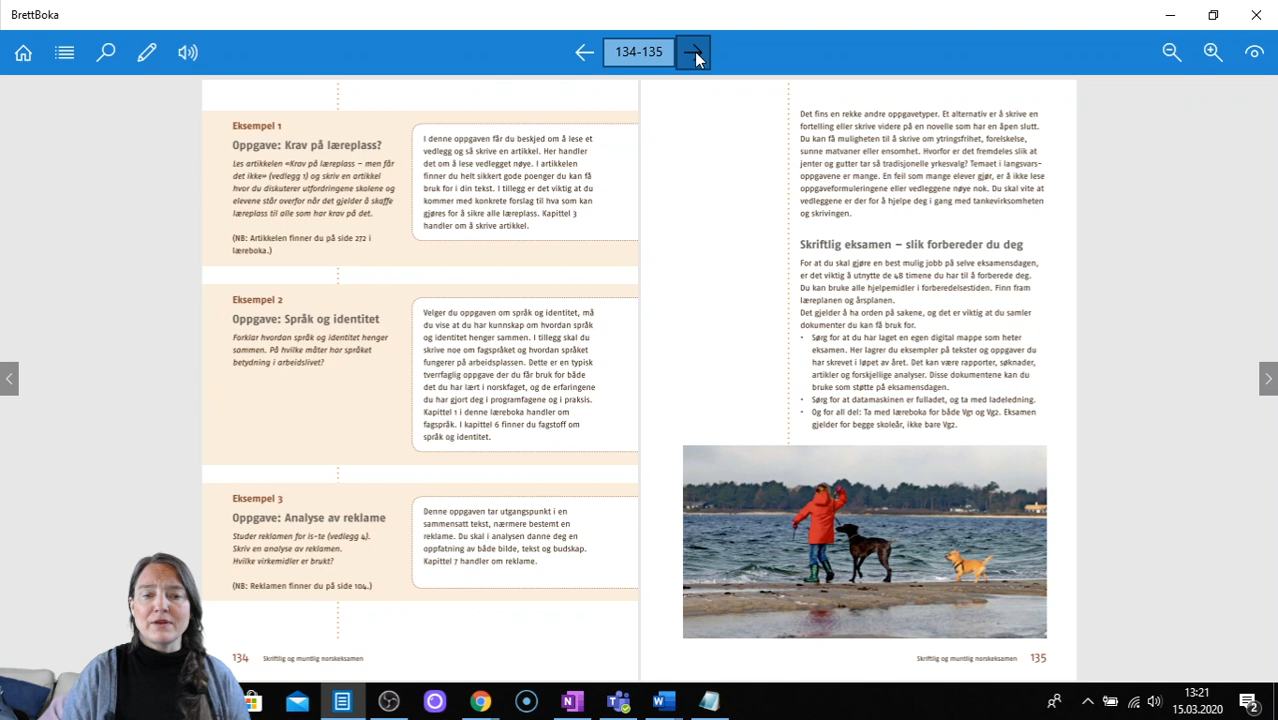 BrettBoka
134-135
Eksempel 1
Oppgave: Krav på læreplass?
Les artikkelen «Krav på læreplass – men får
det ikke» (vedlegg 1) og skriv en artikkel
hvor du diskuterer utfordringene skolene og
elevene står overfor når det gjelder å skaffe
læreplass til alle som har krav på det.
(NB: Artikkelen finner du på side 272 i
læreboka.)
I denne oppgaven får du beskjed om å lese et
vedlegg og så skrive en artikkel. Her handler
det om å lese vedlegget nøye. I artikkelen
finner du helt sikkert gode poenger du kan få
bruk for i din tekst. I tillegg er det viktig at du
kommer med konkrete forslag til hva som kan
gjøres for å sikre alle læreplass. Kapittel 3
handler om å skrive artikkel.
Eksempel 2
Oppgave: Språk og identitet
Forklar hvordan språk og identitet henger
sammen. På hvilke måter har språket
betydning i arbeidslivet?
Velger du oppgaven om språk og identitet, må
du vise at du har kunnskap om hvordan språk
og identitet henger sammen. I tillegg skal du
skrive noe om fagspråket og hvordan språket
fungerer på arbeidsplassen. Dette er en typisk
tverrfaglig oppgave der du får bruk for både
det du har lært i norskfaget, og de erfaringene
du har gjort deg i programfagene og i praksis.
Kapittel 1 i denne læreboka handler om
fagspråk. I kapittel 6 finner du fagstoff om
språk og identitet.
Eksempel 3
Oppgave: Analyse av reklame
Studer reklamen for is-te (vedlegg 4).
Skriv en analyse av reklamen.
Hvilke virkemidler er brukt?
(NB: Reklamen finner du på side 104.)
Denne oppgaven tar utgangspunkt i en
sammensatt tekst, nærmere bestemt en
reklame. Du skal i analysen danne deg en
oppfatning av både bilde, tekst og budskap.
Kapittel 7 handler om reklame.
134 Skriftlig og muntlig norskeksamen
Det fins en rekke andre oppgavetyper. Et alternativ er å skrive en
fortelling eller skrive videre på en novelle som har en åpen slutt.
Du kan få muligheten til å skrive om ytringsfrihet, forelskelse,
sunne matvaner eller ensomhet. Hvorfor er det fremdeles slik at
jenter og gutter tar så tradisjonelle yrkesvalg? Temaet i langsvars-
oppgavene er mange. En feil som mange elever gjør, er å ikke lese
oppgaveformuleringene eller vedleggene nøye nok. Du skal vite at
vedleggene er der for å hjelpe deg i gang med tankevirksomheten
og skrivingen.
Skriftlig eksamen – slik forbereder du deg
For at du skal gjøre en best mulig jobb på selve eksamensdagen,
er det viktig å utnytte de 48 timene du har til å forberede deg.
Du kan bruke alle hjelpemidler i forberedelsestiden. Finn fram
læreplanen og årsplanen.
Det gjelder å ha orden på sakene, og det er viktig at du samler
dokumenter du kan få bruk for.
• Sørg for at du har laget en egen digital mappe som heter
eksamen. Her lagrer du eksempler på tekster og oppgaver du
har skrevet i løpet av året. Det kan være rapporter, søknader,
artikler og forskjellige analyser. Disse dokumentene kan du
bruke som støtte på eksamensdagen.
• Sørg for at datamaskinen er fulladet, og ta med ladeledning.
• Og for all del: Ta med læreboka for både Vg1 og Vg2. Eksamen
gjelder for begge skoleår, ikke bare Vg2.
Skriftlig og muntlig norskeksamen 135
13:21
15.03.2020
2